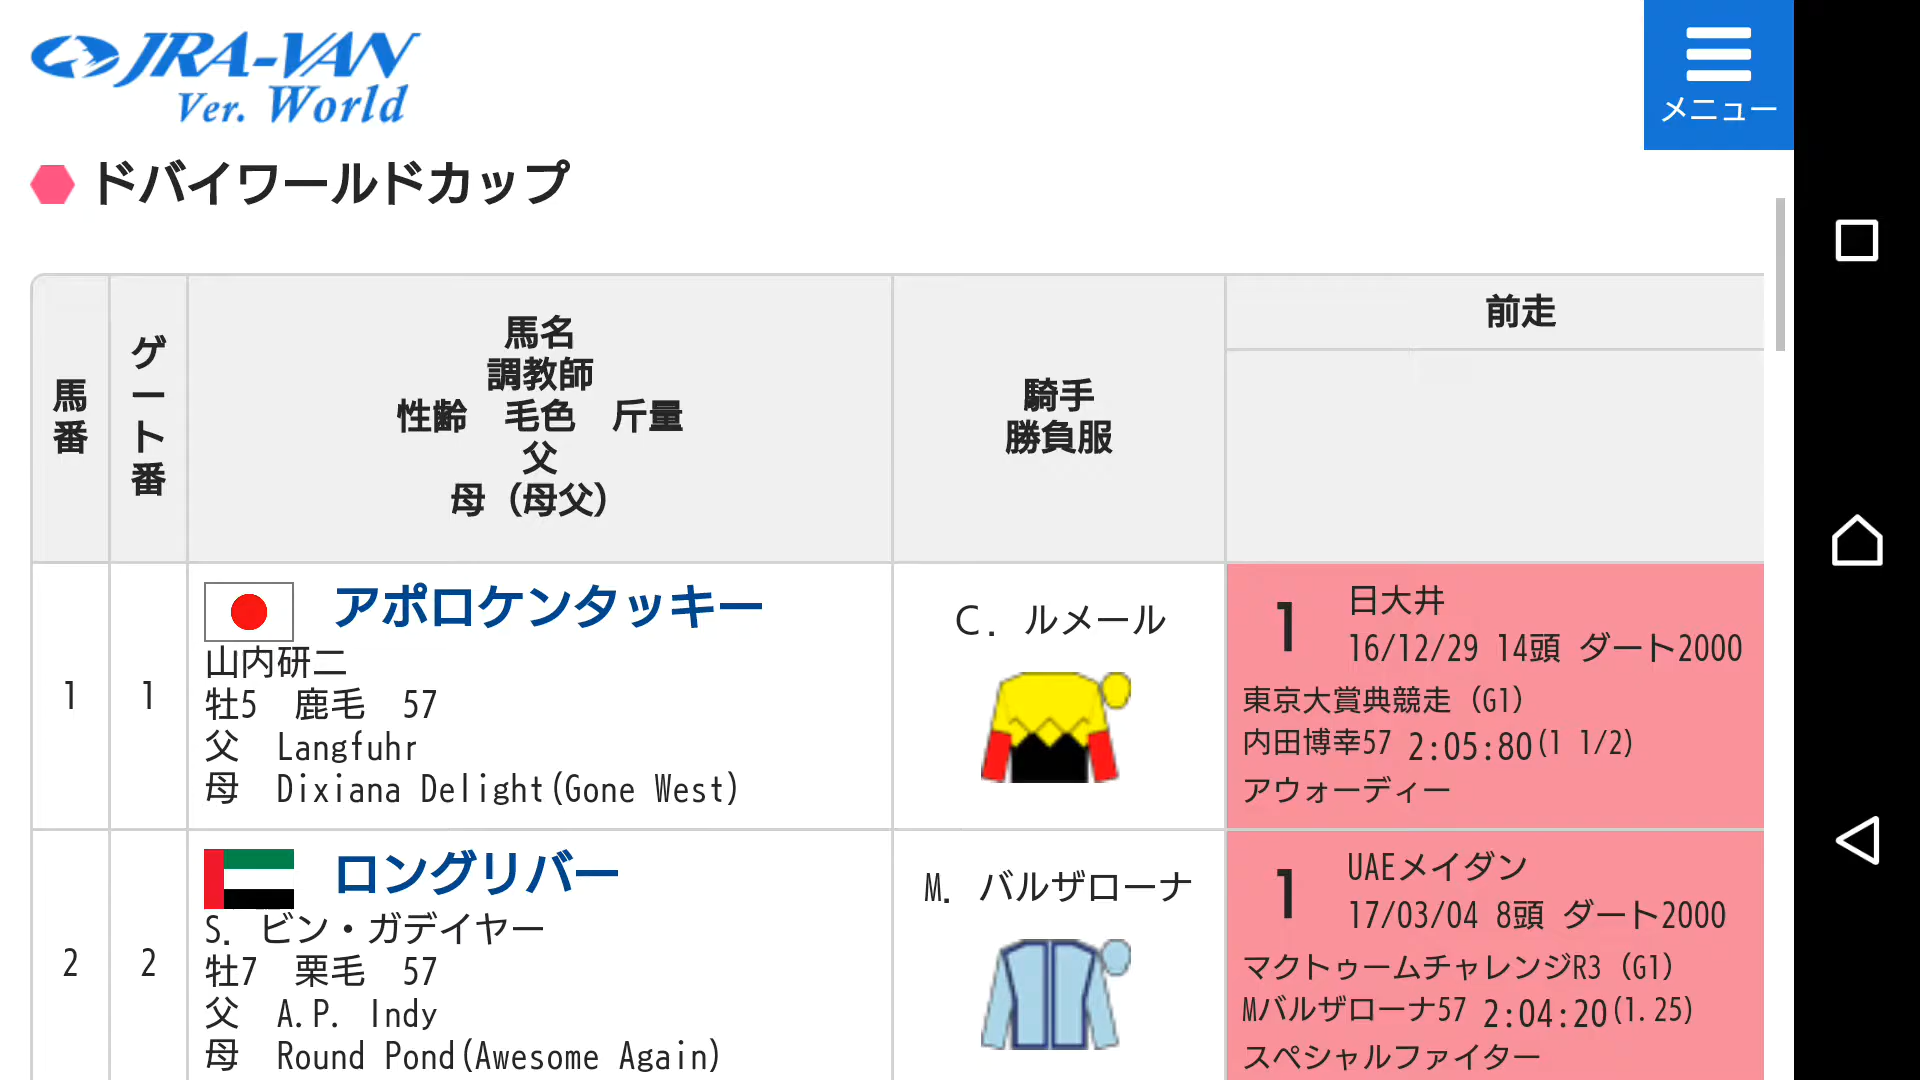 JRA-VAN
Ver. World
メニュー
ドバイワールドカップ
馬番
ゲート番
馬名
調教師
性齢 毛色 斤量
父
母（母父）
騎手
勝負服
前走
1
1
アポロケンタッキー
山内研二
牡5 鹿毛 57
父 Langfuhr
母 Dixiana Delight(Gone West)
C. ルメール
1
日大井
16/12/29 14頭 ダート2000
東京大賞典競走（G1）
内田博幸57 2:05:80(1 1/2)
アウォーディー
2
2
ロングリバー
S. ビン・ガデイヤー
牡7 栗毛 57
父 A.P. Indy
母 Round Pond(Awesome Again)
M. バルザローナ
1
UAEメイダン
17/03/04 8頭 ダート2000
マクトゥームチャレンジR3（G1）
Mバルザローナ57 2:04:20(1.25)
スペシャルファイター